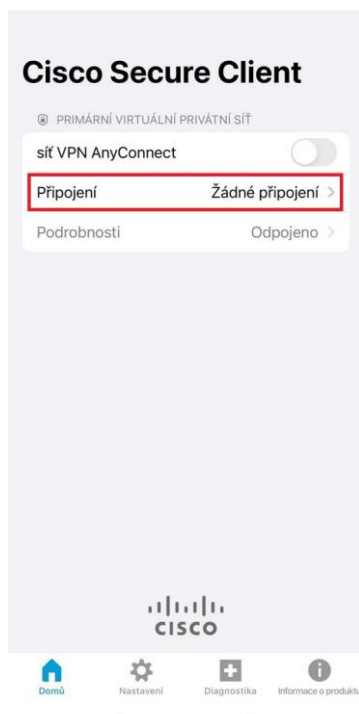 Cisco Secure Client
PRIMÁRNÍ VIRTUÁLNÍ PRIVÁTNÍ SÍŤ
síť VPN AnyConnect
Připojení Žádné připojení
Podrobnosti Odpojeno
CISCO
Domů Nastavení Diagnostika Informace o produktu